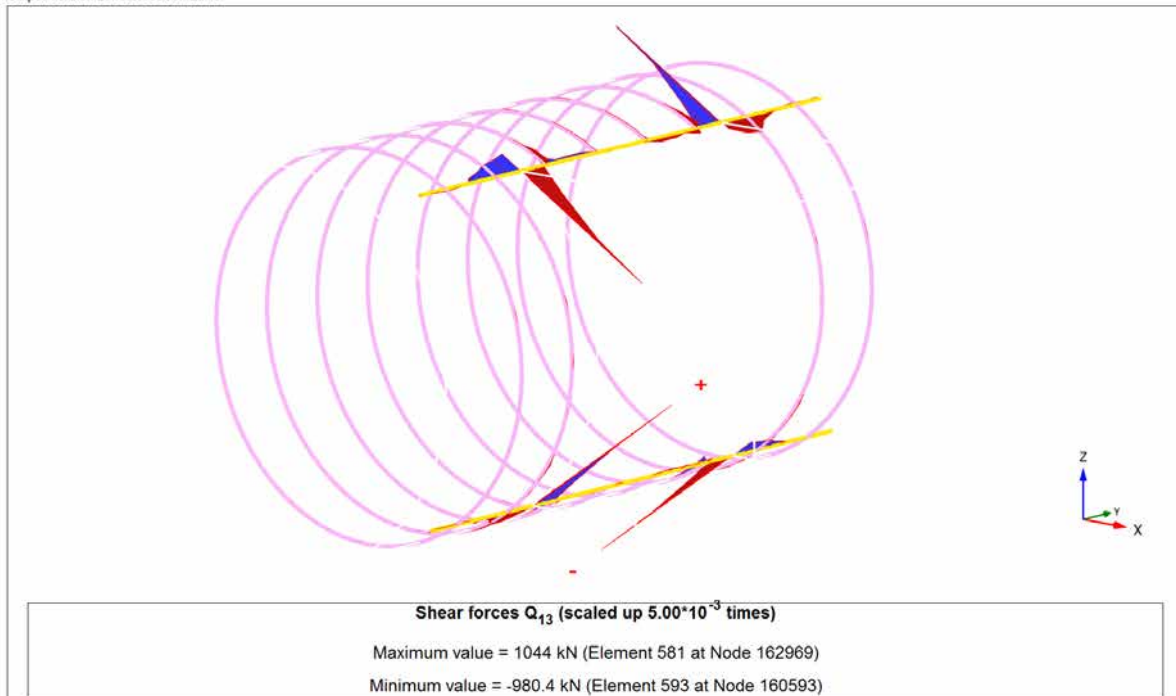 +
Z
Y
X
-
Shear forces Q13 (scaled up 5.00*10-3 times)
Maximum value = 1044 kN (Element 581 at Node 162969)
Minimum value = -980.4 kN (Element 593 at Node 160593)